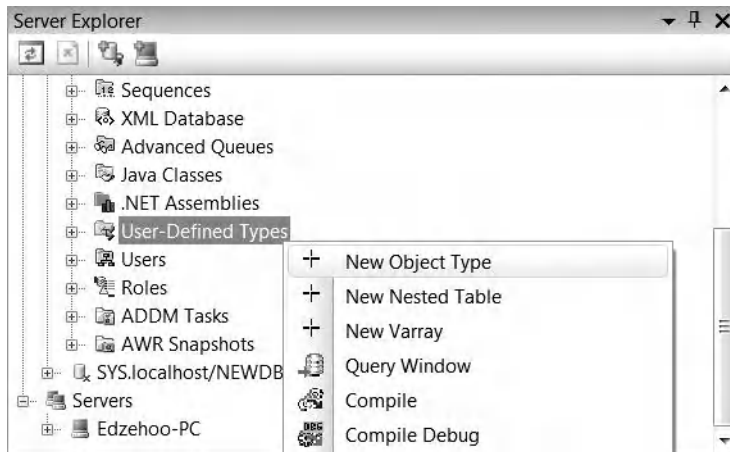 Server Explorer
Sequences
XML Database
Advanced Queues
Java Classes
.NET Assemblies
User-Defined Types
Users
Roles
ADDM Tasks
AWR Snapshots
SYS.localhost/NEWDB
Servers
Edzehoo-PC
New Object Type
New Nested Table
New Varray
Query Window
Compile
DBG
Compile Debug